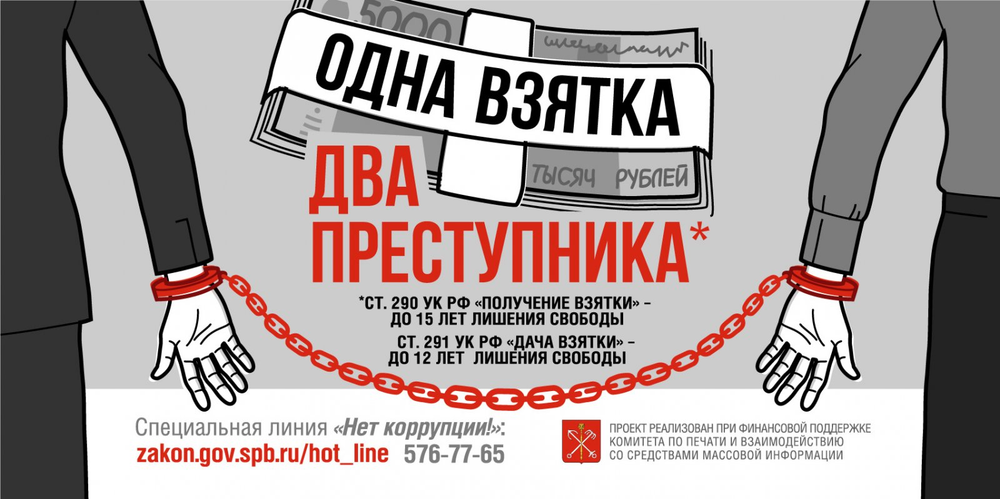 5000
ОДНА ВЗЯТКА
ТЫСЯЧ РУБЛЕЙ
ДВА
ПРЕСТУПНИКА*
*СТ. 290 УК РФ «ПОЛУЧЕНИЕ ВЗЯТКИ» –
ДО 15 ЛЕТ ЛИШЕНИЯ СВОБОДЫ
СТ. 291 УК РФ «ДАЧА ВЗЯТКИ» –
ДО 12 ЛЕТ ЛИШЕНИЯ СВОБОДЫ
Специальная линия «Нет коррупции!»:
zakon.gov.spb.ru/hot_line 576-77-65
ПРОЕКТ РЕАЛИЗОВАН ПРИ ФИНАНСОВОЙ ПОДДЕРЖКЕ
КОМИТЕТА ПО ПЕЧАТИ И ВЗАИМОДЕЙСТВИЮ
СО СРЕДСТВАМИ МАССОВОЙ ИНФОРМАЦИИ